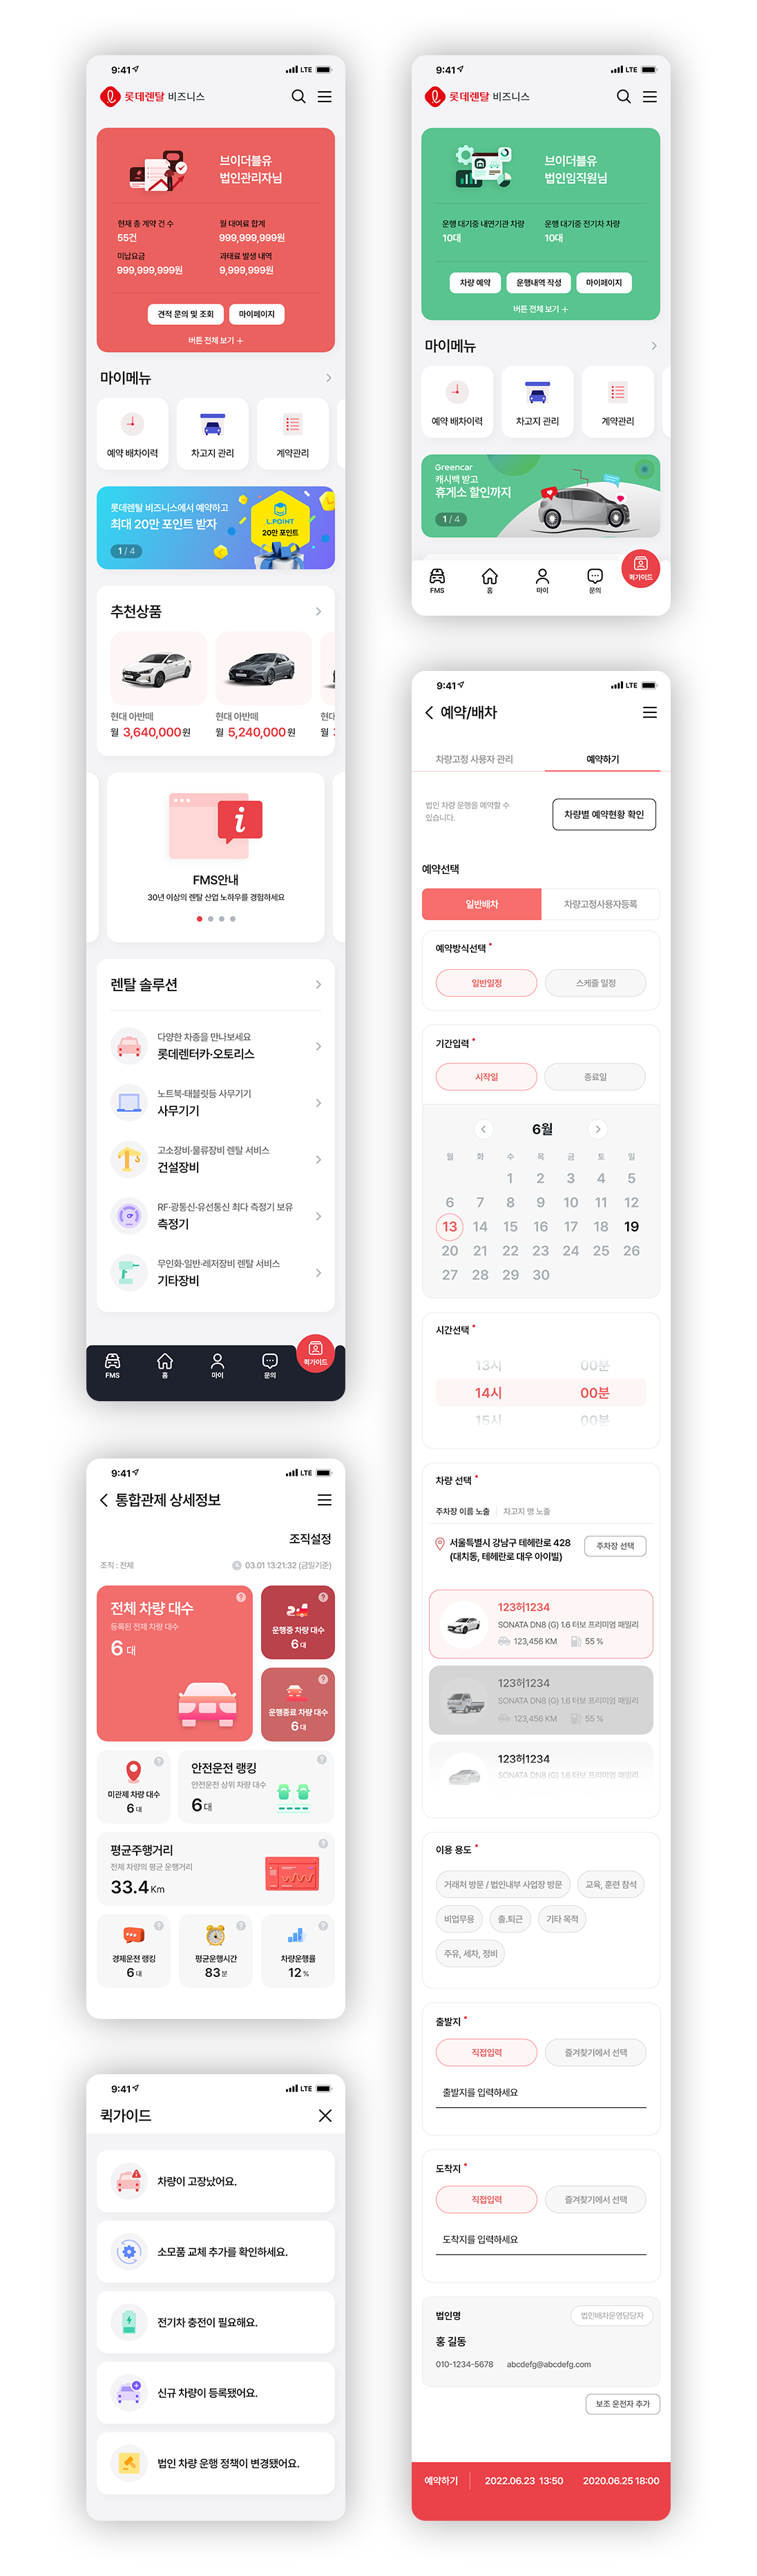 9:41
LTE
롯데렌탈 비즈니스
브이더블유
법인관리자님
현재 총 계약 건 수
월 대여료 합계
55건
999,999,999원
미납요금
과태료 발생 내역
999,999,999원
9,999,999원
견적 문의 및 조회
마이페이지
버튼 전체 보기 +
마이메뉴
예약 배차이력
차고지 관리
계약관리
롯데렌탈 비즈니스에서 예약하고
최대 20만 포인트 받자
L.POINT
20만 포인트
1 / 4
추천상품
현대 아반떼
월 3,640,000원
현대 아반떼
월 5,240,000원
현대
월
FMS안내
30년 이상의 렌탈 산업 노하우를 경험하세요
렌탈 솔루션
다양한 차종을 만나보세요
롯데렌터카·오토리스
노트북·태블릿등 사무기기
사무기기
고소장비·물류장비 렌탈 서비스
건설장비
RF·광통신·유선통신 최다 측정기 보유
측정기
무인화·일반·레저장비 렌탈 서비스
기타장비
FMS
홈
마이
문의
퀵가이드
9:41
LTE
통합관제 상세정보
조직설정
조직 : 전체
03.01 13:21:32 (금일기준)
전체 차량 대수
등록된 전체 차량 대수
6 대
운행중 차량 대수
6 대
운행종료 차량 대수
6 대
미관제 차량 대수
6 대
안전운전 랭킹
안전운전 상위 차량 대수
6 대
평균주행거리
전체 차량의 평균 운행거리
33.4 Km
경제운전 랭킹
6 대
평균운행시간
83 분
차량운행률
12 %
9:41
LTE
퀵가이드
차량이 고장났어요.
소모품 교체 추가를 확인하세요.
전기차 충전이 필요해요.
신규 차량이 등록됐어요.
법인 차량 운행 정책이 변경됐어요.
9:41
LTE
롯데렌탈 비즈니스
브이더블유
법인임직원님
운행 대기중 내연기관 차량
운행 대기중 전기차 차량
10대
10대
차량 예약
운행내역 작성
마이페이지
버튼 전체 보기 +
마이메뉴
예약 배차이력
차고지 관리
계약관리
Greencar
캐시백 받고
휴게소 할인까지
1 / 4
FMS
홈
마이
문의
퀵가이드
9:41
LTE
예약/배차
차량고정 사용자 관리
예약하기
법인 차량 운행을 예약할 수
있습니다.
차량별 예약현황 확인
예약선택
일반배차
차량고정사용자등록
예약방식선택 *
일반일정
스케줄 일정
기간입력 *
시작일
종료일
6월
월 화 수 목 금 토 일
1 2 3 4 5
6 7 8 9 10 11 12
13 14 15 16 17 18 19
20 21 22 23 24 25 26
27 28 29 30
시간선택 *
13시 00분
14시 00분
15시 00분
차량 선택 *
주차장 이름 노출
차고지 명 노출
서울특별시 강남구 테헤란로 428
(대치동, 테헤란로 대우 아이빌)
주차장 선택
123허1234
SONATA DN8 (G) 1.6 터보 프리미엄 패밀리
123,456 KM
55 %
123허1234
SONATA DN8 (G) 1.6 터보 프리미엄 패밀리
123,456 KM
55 %
123허1234
SONATA DN8 (G) 1.6 터보 프리미엄 패밀리
이용 용도 *
거래처 방문 / 법인내부 사업장 방문
교육, 훈련 참석
비업무용
출.퇴근
기타 목적
주유, 세차, 정비
출발지 *
직접입력
즐겨찾기에서 선택
출발지를 입력하세요
도착지 *
직접입력
즐겨찾기에서 선택
도착지를 입력하세요
법인명
법인배차운영담당자
홍 길동
010-1234-5678
abcdefg@abcdefg.com
보조 운전자 추가
예약하기
2022.06.23 13:50
2020.06.25 18:00